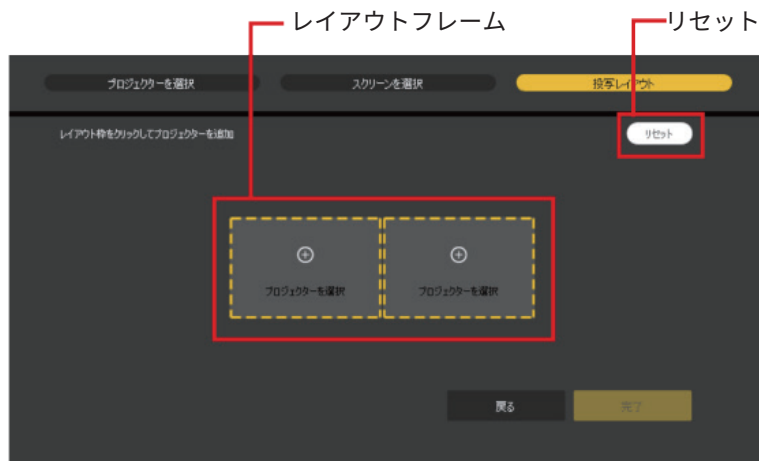 レイアウトフレーム
リセット
プロジェクターを選択
スクリーンを選択
投写レイアウト
レイアウト枠をクリックしてプロジェクターを追加
リセット
プロジェクターを選択
プロジェクターを選択
戻る
完了